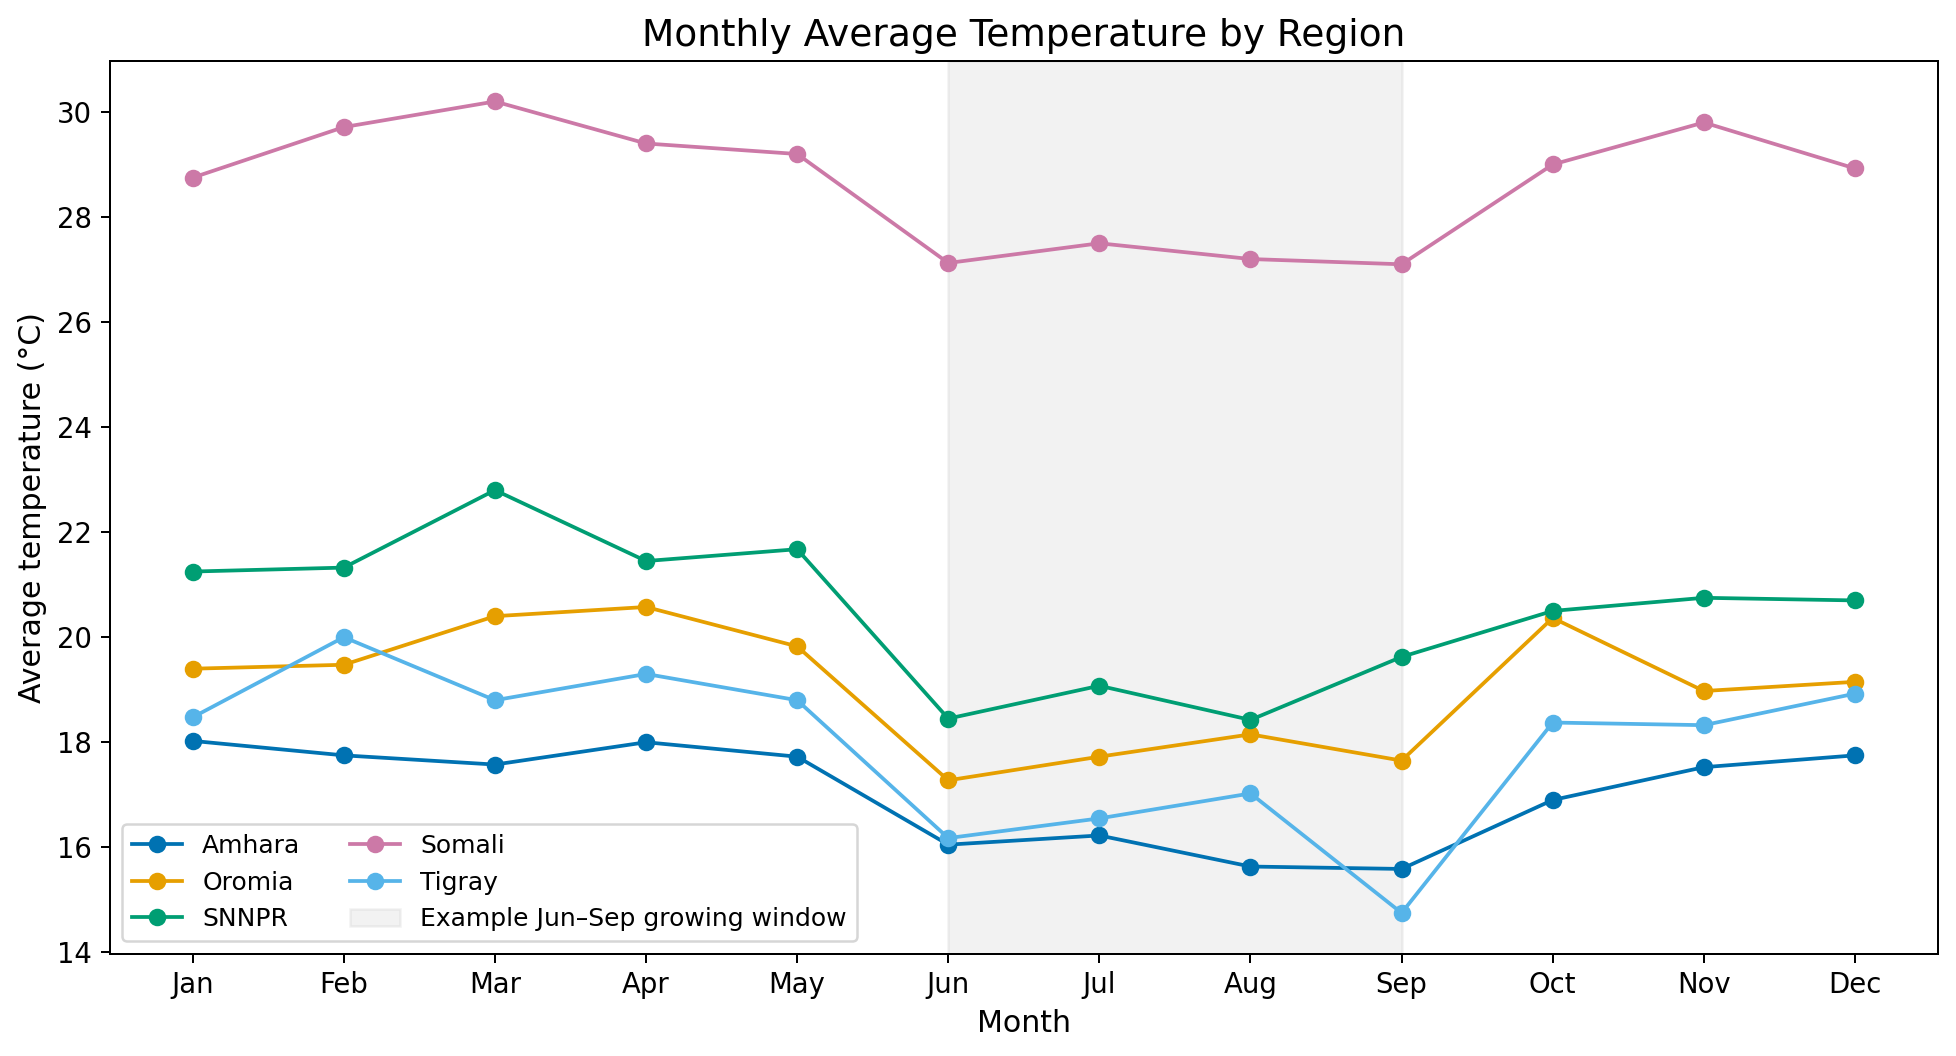 Monthly Average Temperature by Region
Average temperature (°C)
30
28
26
24
22
20
18
16
14
Amhara
Oromia
SNNPR
Somali
Tigray
Example Jun–Sep growing window
Jan Feb Mar Apr May Jun Jul Aug Sep Oct Nov Dec
Month